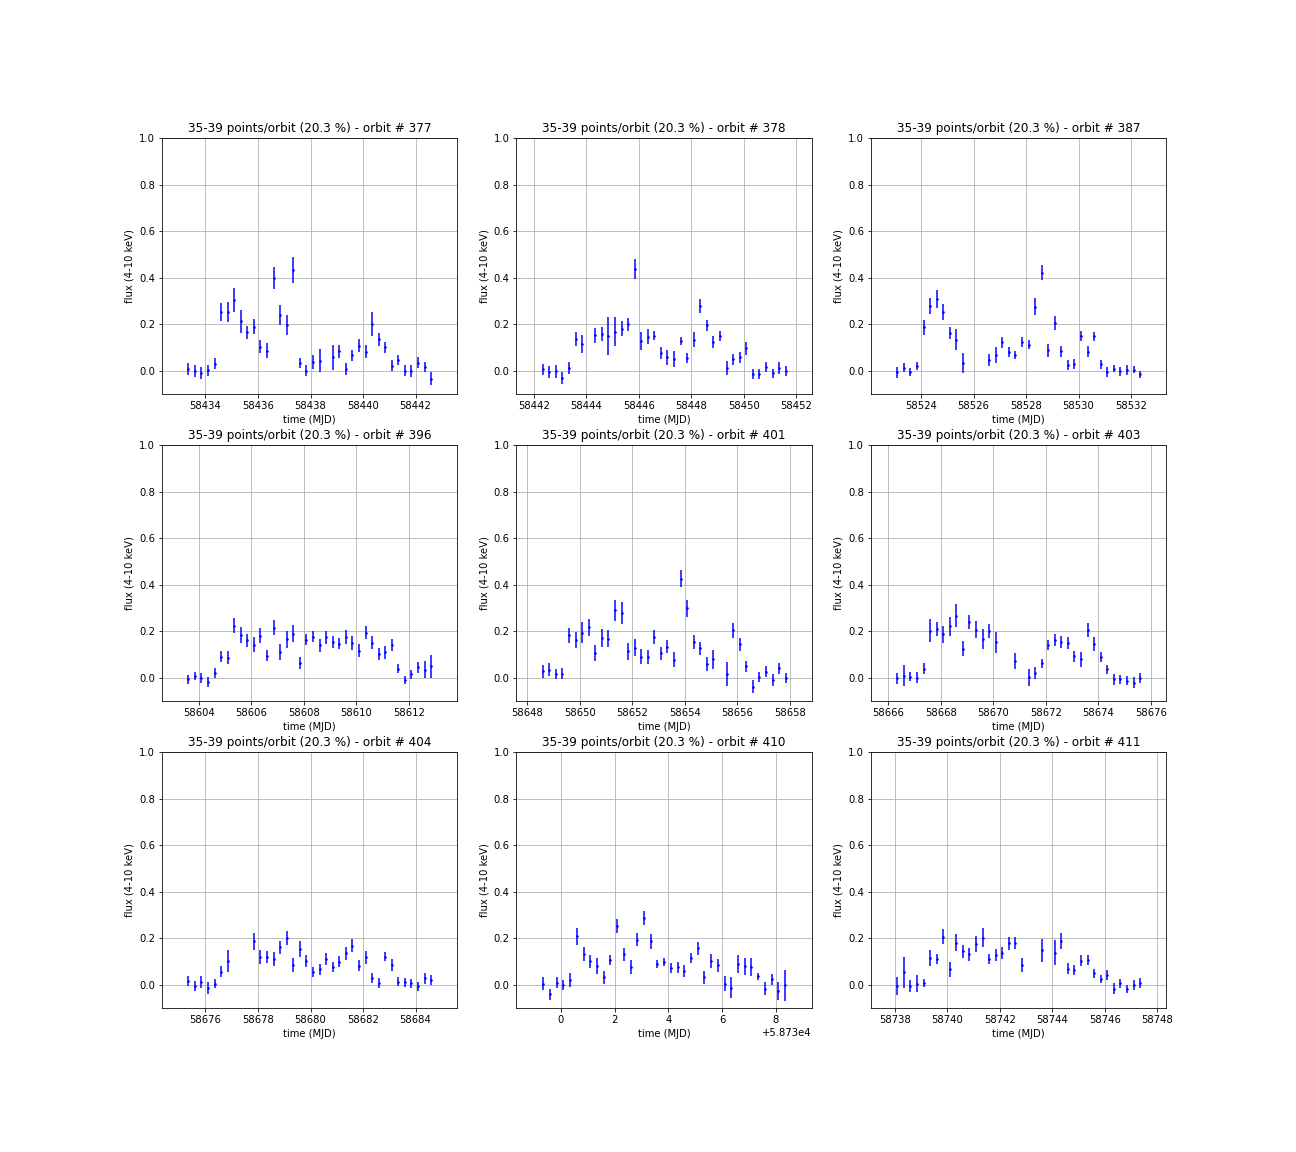 35-39 points/orbit (20.3 %) - orbit # 377
35-39 points/orbit (20.3 %) - orbit # 378
35-39 points/orbit (20.3 %) - orbit # 387
1.0
0.8
0.6
0.4
0.2
0.0
flux (4-10 keV)
58434 58436 58438 58440 58442
time (MJD)
1.0
0.8
0.6
0.4
0.2
0.0
flux (4-10 keV)
58442 58444 58446 58448 58450 58452
time (MJD)
1.0
0.8
0.6
0.4
0.2
0.0
flux (4-10 keV)
58524 58526 58528 58530 58532
time (MJD)
35-39 points/orbit (20.3 %) - orbit # 396
35-39 points/orbit (20.3 %) - orbit # 401
35-39 points/orbit (20.3 %) - orbit # 403
1.0
0.8
0.6
0.4
0.2
0.0
flux (4-10 keV)
58604 58606 58608 58610 58612
time (MJD)
1.0
0.8
0.6
0.4
0.2
0.0
flux (4-10 keV)
58648 58650 58652 58654 58656 58658
time (MJD)
1.0
0.8
0.6
0.4
0.2
0.0
flux (4-10 keV)
58666 58668 58670 58672 58674 58676
time (MJD)
35-39 points/orbit (20.3 %) - orbit # 404
35-39 points/orbit (20.3 %) - orbit # 410
35-39 points/orbit (20.3 %) - orbit # 411
1.0
0.8
0.6
0.4
0.2
0.0
flux (4-10 keV)
58676 58678 58680 58682 58684
time (MJD)
1.0
0.8
0.6
0.4
0.2
0.0
flux (4-10 keV)
0 2 4 6 8
time (MJD)
+5.873e4
1.0
0.8
0.6
0.4
0.2
0.0
flux (4-10 keV)
58738 58740 58742 58744 58746 58748
time (MJD)